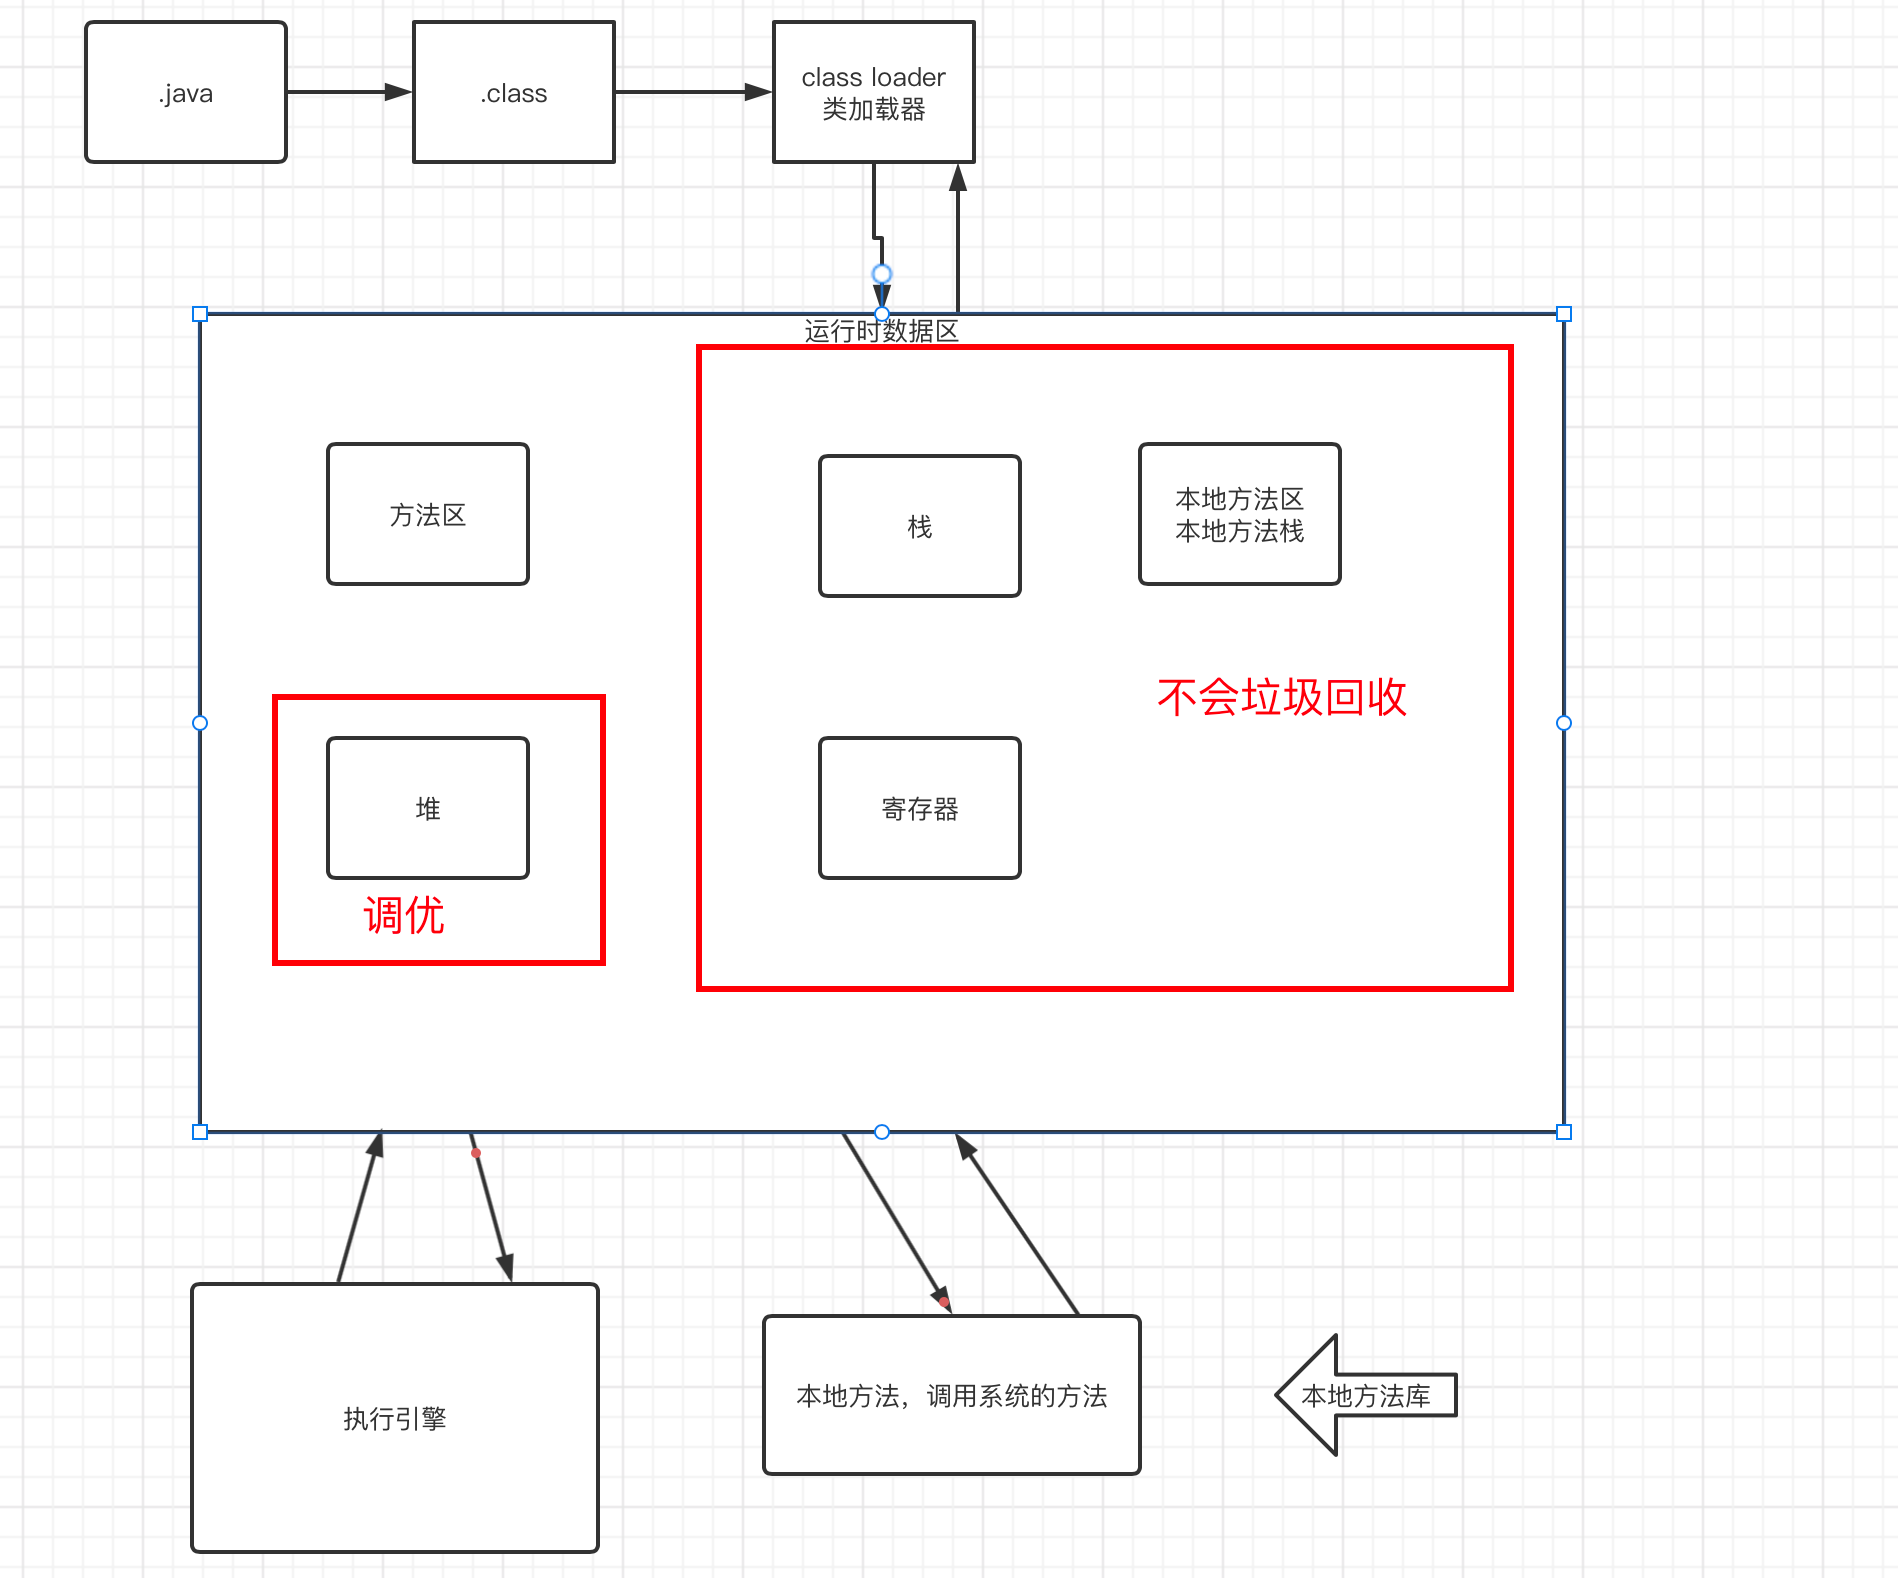 .java
.class
class loader
类加载器
运行时数据区
方法区
栈
本地方法区
本地方法栈
不会垃圾回收
堆
寄存器
调优
执行引擎
本地方法，调用系统的方法
本地方法库